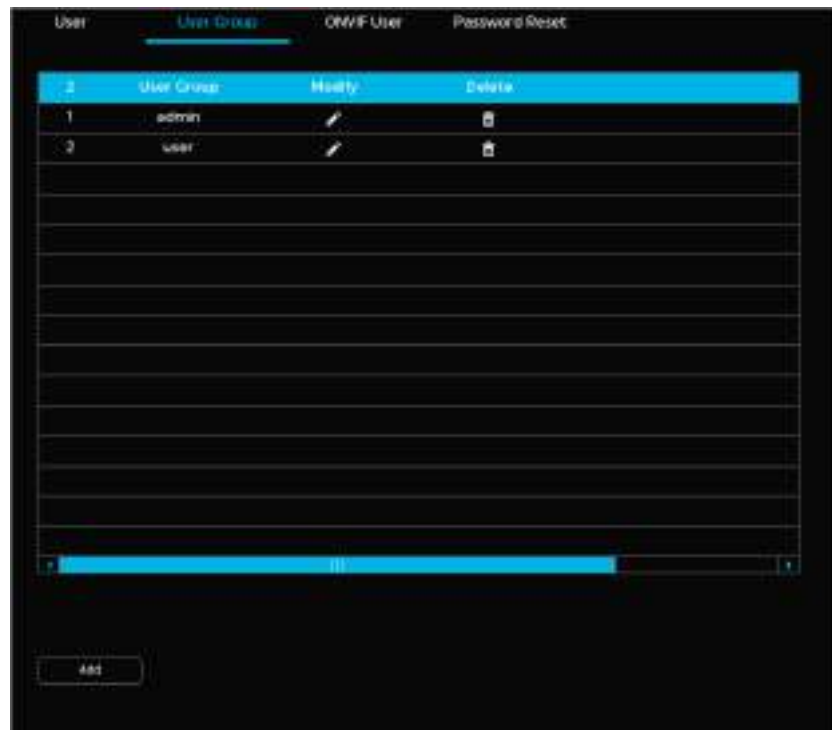 User User Group ONVIF User Password Reset
2 User Group Modify Delete
1 admin
2 user
Add